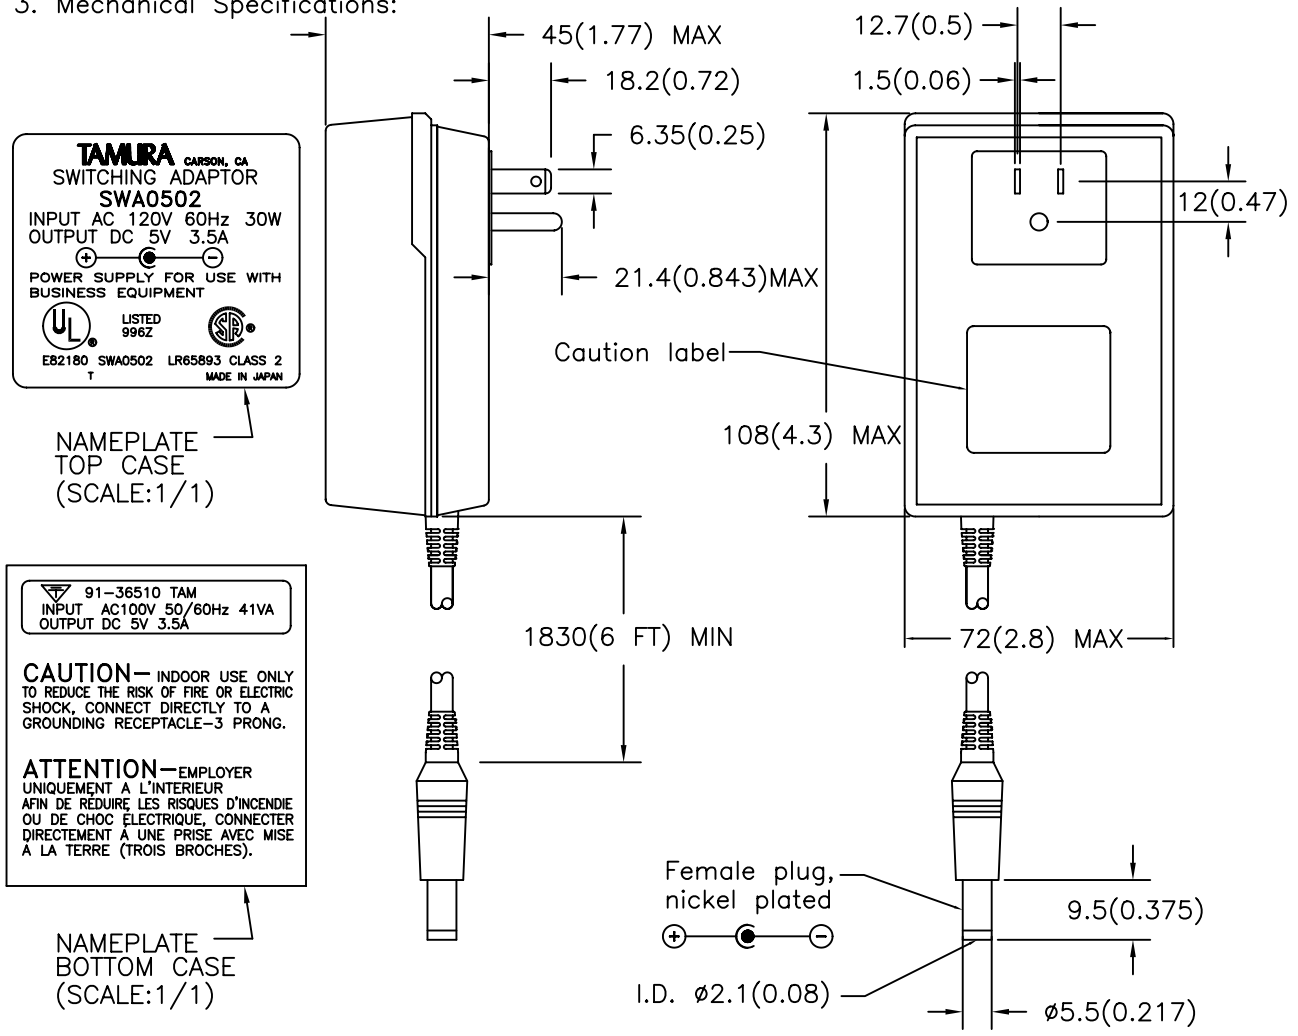 3. Mechanical Specifications:
45(1.77) MAX
18.2(0.72)
6.35(0.25)
21.4(0.843)MAX
12.7(0.5)
1.5(0.06)
12(0.47)
TAMURA CARSON, CA
SWITCHING ADAPTOR
SWA0502
INPUT AC 120V 60Hz 30W
OUTPUT DC 5V 3.5A
+ −
POWER SUPPLY FOR USE WITH
BUSINESS EQUIPMENT
UL ® LISTED 996Z SA ®
E82180 SWA0502 LR65893 CLASS 2
T MADE IN JAPAN
NAMEPLATE
TOP CASE
(SCALE:1/1)
Caution label
108(4.3) MAX
72(2.8) MAX
1830(6 FT) MIN
T 91-36510 TAM
INPUT AC100V 50/60Hz 41VA
OUTPUT DC 5V 3.5A
CAUTION— INDOOR USE ONLY
TO REDUCE THE RISK OF FIRE OR ELECTRIC
SHOCK, CONNECT DIRECTLY TO A
GROUNDING RECEPTACLE-3 PRONG.
ATTENTION—EMPLOYER
UNIQUEMENT A L'INTERIEUR
AFIN DE RÉDUIRE LES RISQUES D'INCENDIE
OU DE CHOC ÉLECTRIQUE, CONNECTER
DIRECTEMENT À UNE PRISE AVEC MISE
À LA TERRE (TROIS BROCHES).
NAMEPLATE
BOTTOM CASE
(SCALE:1/1)
Female plug,
nickel plated
+ −
I.D. ø2.1(0.08)
9.5(0.375)
ø5.5(0.217)